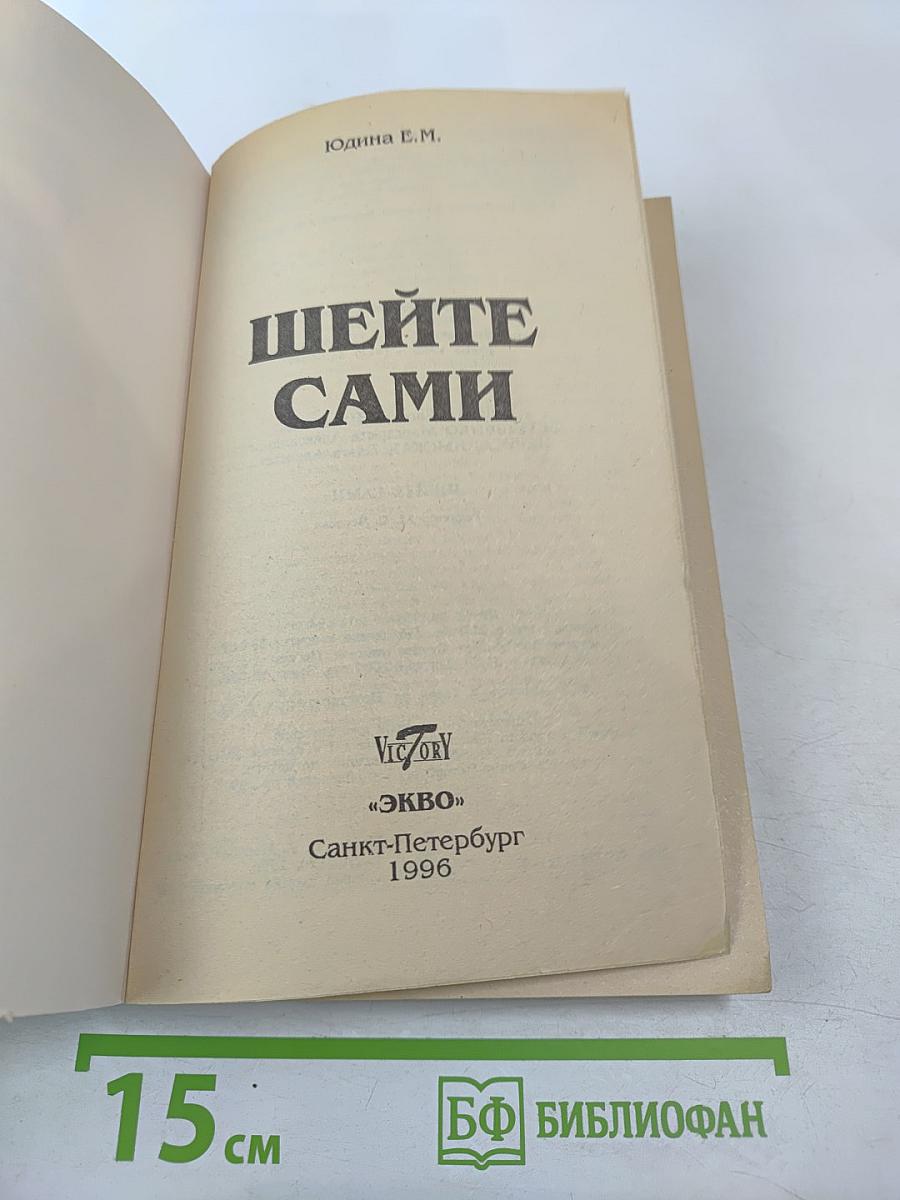 Юдина Е.М.
ШЕЙТЕ
САМИ
VICTORY
«ЭКВО»
Санкт-Петербург
1996
15 см
БФ БИБЛИОФАН